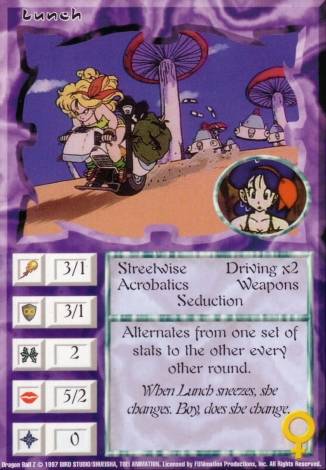 Lunch
3/1
3/1
2
5/2
0
Streetwise Driving x2
Acrobatics Weapons
Seduction
Alternates from one set of
stats to the other every
other round.
When Lunch sneezes, she
changes. Boy, does she change.
Dragon Ball Z © 1997 BIRD STUDIO/SHUEISHA, TOEI ANIMATION. Licensed by FUNimation Productions, Inc. All Rights Reserved.